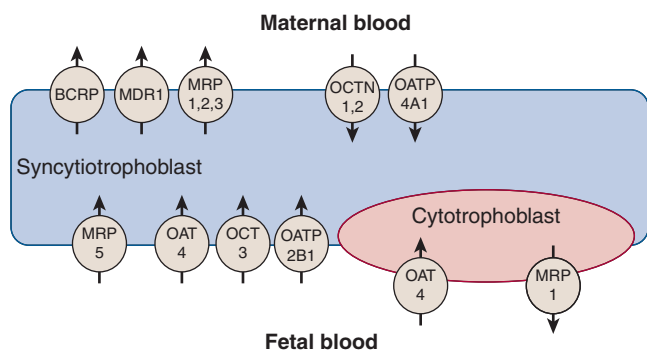 Maternal blood
BCRP
MDR1
MRP
1,2,3
OCTN
1,2
OATP
4A1
Syncytiotrophoblast
Cytotrophoblast
MRP
5
OAT
4
OCT
3
OATP
2B1
OAT
4
MRP
1
Fetal blood